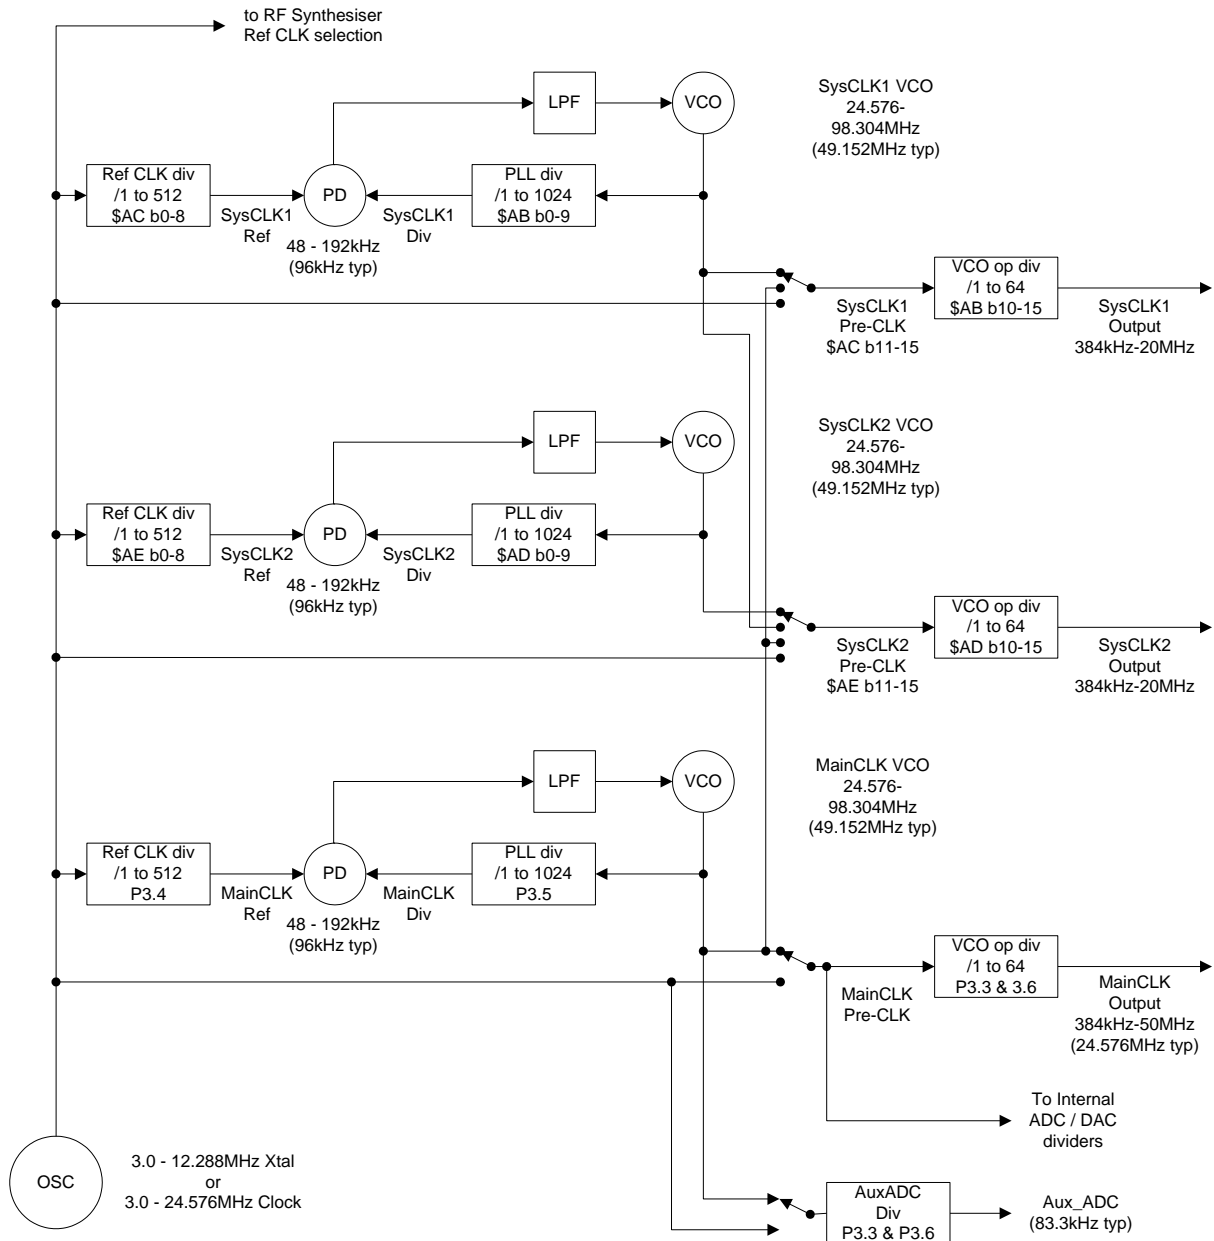 to RF Synthesiser
Ref CLK selection
LPF
VCO
SysCLK1 VCO
24.576-
98.304MHz
(49.152MHz typ)
Ref CLK div
/1 to 512
$AC b0-8
SysCLK1
Ref
PD
48 - 192kHz
(96kHz typ)
SysCLK1
Div
PLL div
/1 to 1024
$AB b0-9
SysCLK1
Pre-CLK
$AC b11-15
VCO op div
/1 to 64
$AB b10-15
SysCLK1
Output
384kHz-20MHz
LPF
VCO
SysCLK2 VCO
24.576-
98.304MHz
(49.152MHz typ)
Ref CLK div
/1 to 512
$AE b0-8
SysCLK2
Ref
PD
48 - 192kHz
(96kHz typ)
SysCLK2
Div
PLL div
/1 to 1024
$AD b0-9
SysCLK2
Pre-CLK
$AE b11-15
VCO op div
/1 to 64
$AD b10-15
SysCLK2
Output
384kHz-20MHz
LPF
VCO
MainCLK VCO
24.576-
98.304MHz
(49.152MHz typ)
Ref CLK div
/1 to 512
P3.4
MainCLK
Ref
PD
48 - 192kHz
(96kHz typ)
MainCLK
Div
PLL div
/1 to 1024
P3.5
MainCLK
Pre-CLK
VCO op div
/1 to 64
P3.3 & 3.6
MainCLK
Output
384kHz-50MHz
(24.576MHz typ)
To Internal
ADC / DAC
dividers
OSC
3.0 - 12.288MHz Xtal
or
3.0 - 24.576MHz Clock
AuxADC
Div
P3.3 & P3.6
Aux_ADC
(83.3kHz typ)